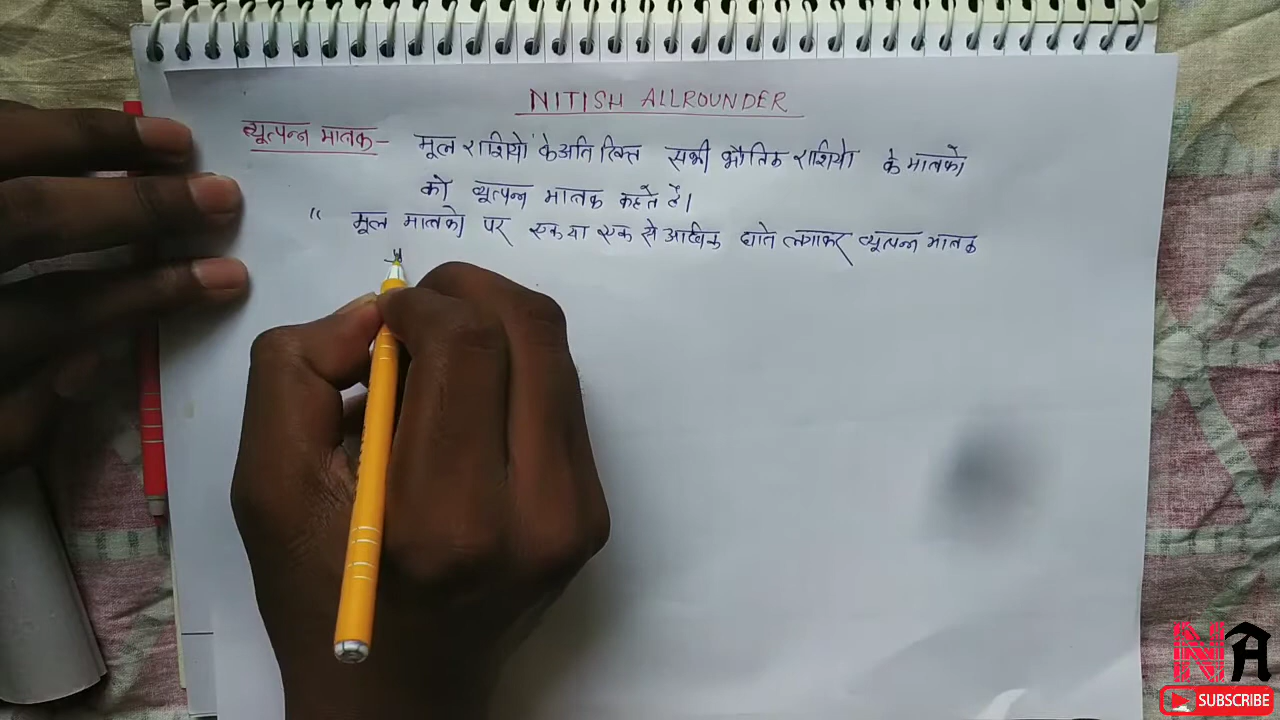 NITISH ALLROUNDER
व्यूत्पन्न मात्रक- मूल राशियो के अतिरिक्त सभी भौतिक राशियो के मात्रको
को व्यूत्पन्न मात्रक कहते है।
" मूल मात्रको पर एक या एक से अधिक घाते लगाकर व्यूत्पन्न मात्रक
NA
SUBSCRIBE